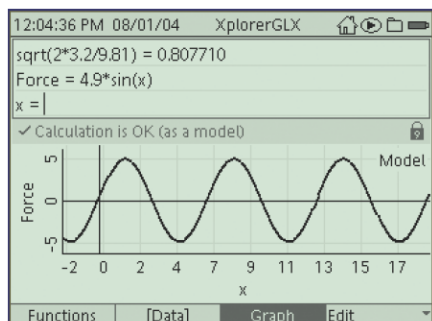 12:04:36 PM 08/01/04 XplorerGLX
sqrt(2*3.2/9.81) = 0.807710
Force = 4.9*sin(x)
x =
✓ Calculation is OK (as a model)
Model
Force
5
0
-5
-2 0 2 4 7 9 11 13 15 17
x
Functions [Data] Graph Edit